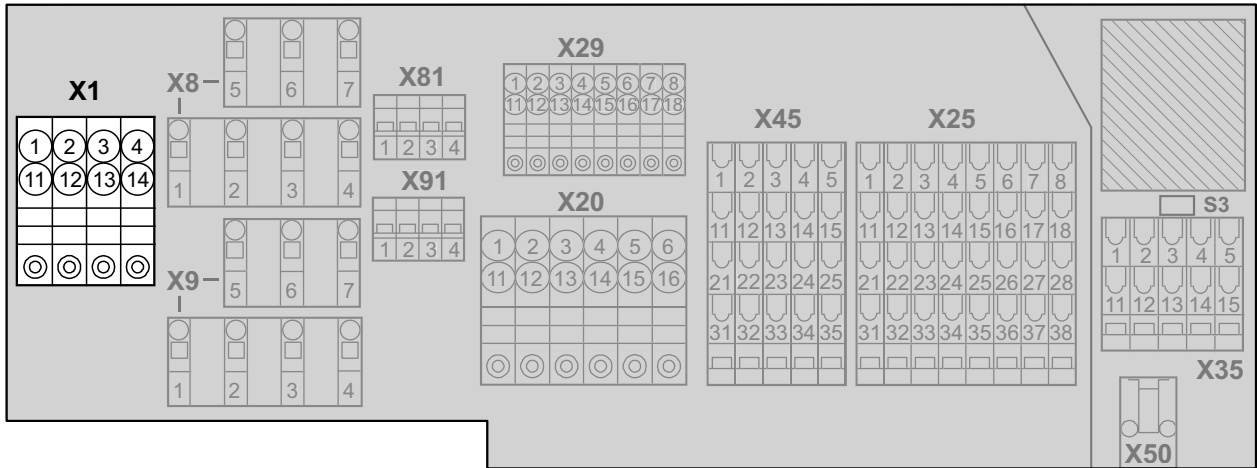 X1
1 2 3 4
11 12 13 14
X8
5 6 7
1 2 3 4
X9
5 6 7
1 2 3 4
X81
1 2 3 4
X91
1 2 3 4
X29
1 2 3 4 5 6 7 8
11 12 13 14 15 16 17 18
X20
1 2 3 4 5 6
11 12 13 14 15 16
X45
1 2 3 4 5
11 12 13 14 15
21 22 23 24 25
31 32 33 34 35
X25
1 2 3 4 5 6 7 8
11 12 13 14 15 16 17 18
21 22 23 24 25 26 27 28
31 32 33 34 35 36 37 38
S3
1 2 3 4 5
11 12 13 14 15
X35
X50